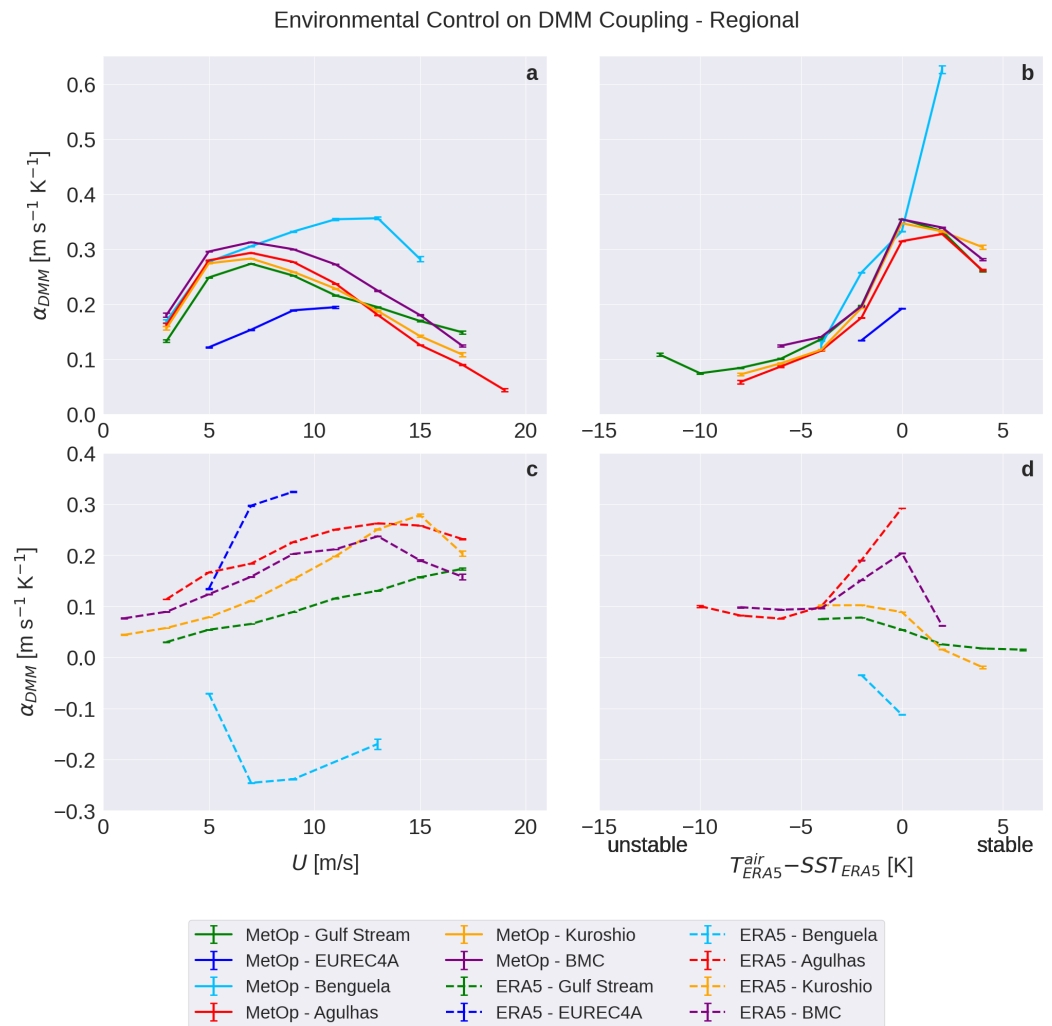 Environmental Control on DMM Coupling - Regional
a
b
0.6
0.5
0.4
0.3
0.2
0.1
0.0
α_DMM [m s⁻¹ K⁻¹]
0 5 10 15 20
−15 −10 −5 0 5
c
d
0.4
0.3
0.2
0.1
0.0
−0.1
−0.2
−0.3
α_DMM [m s⁻¹ K⁻¹]
0 5 10 15 20
−15 −10 −5 0 5
unstable stable
U [m/s]
T^air_ERA5−SST_ERA5 [K]
MetOp - Gulf Stream
MetOp - EUREC4A
MetOp - Benguela
MetOp - Agulhas
MetOp - Kuroshio
MetOp - BMC
ERA5 - Gulf Stream
ERA5 - EUREC4A
ERA5 - Benguela
ERA5 - Agulhas
ERA5 - Kuroshio
ERA5 - BMC